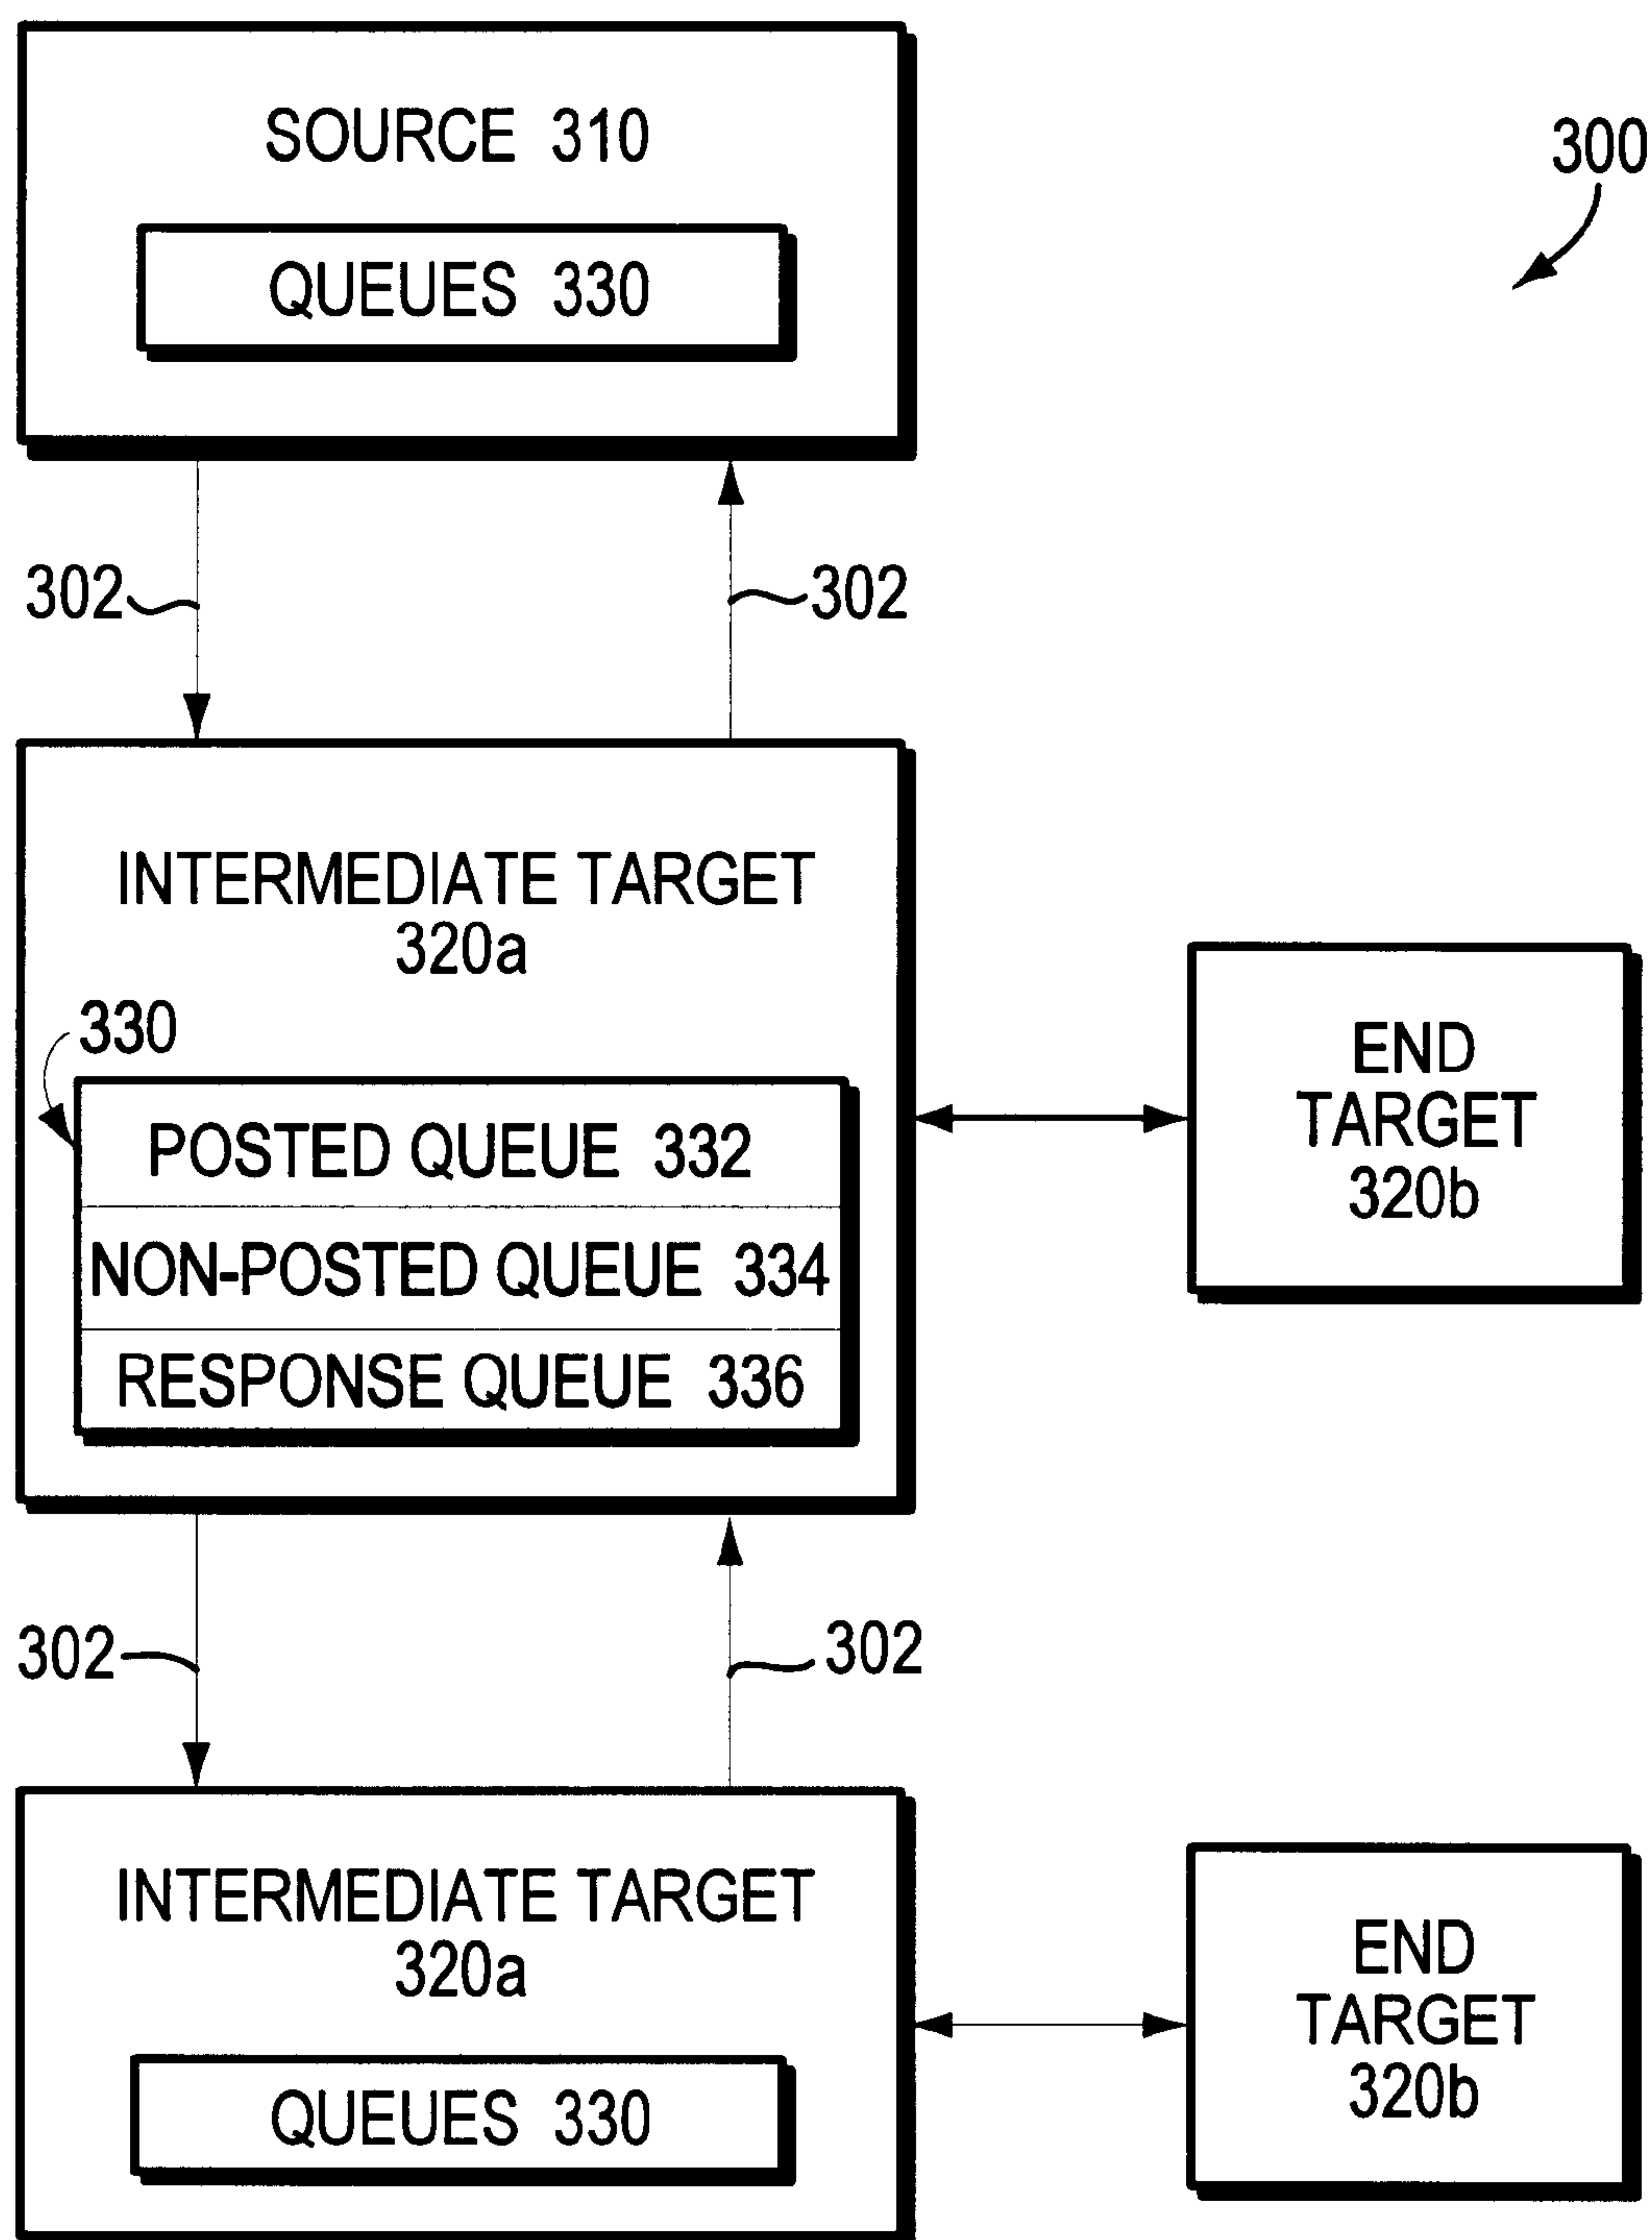 SOURCE 310
300
QUEUES 330
302
302
INTERMEDIATE TARGET
320a
330
POSTED QUEUE 332
NON-POSTED QUEUE 334
RESPONSE QUEUE 336
END
TARGET
320b
302
302
INTERMEDIATE TARGET
320a
QUEUES 330
END
TARGET
320b